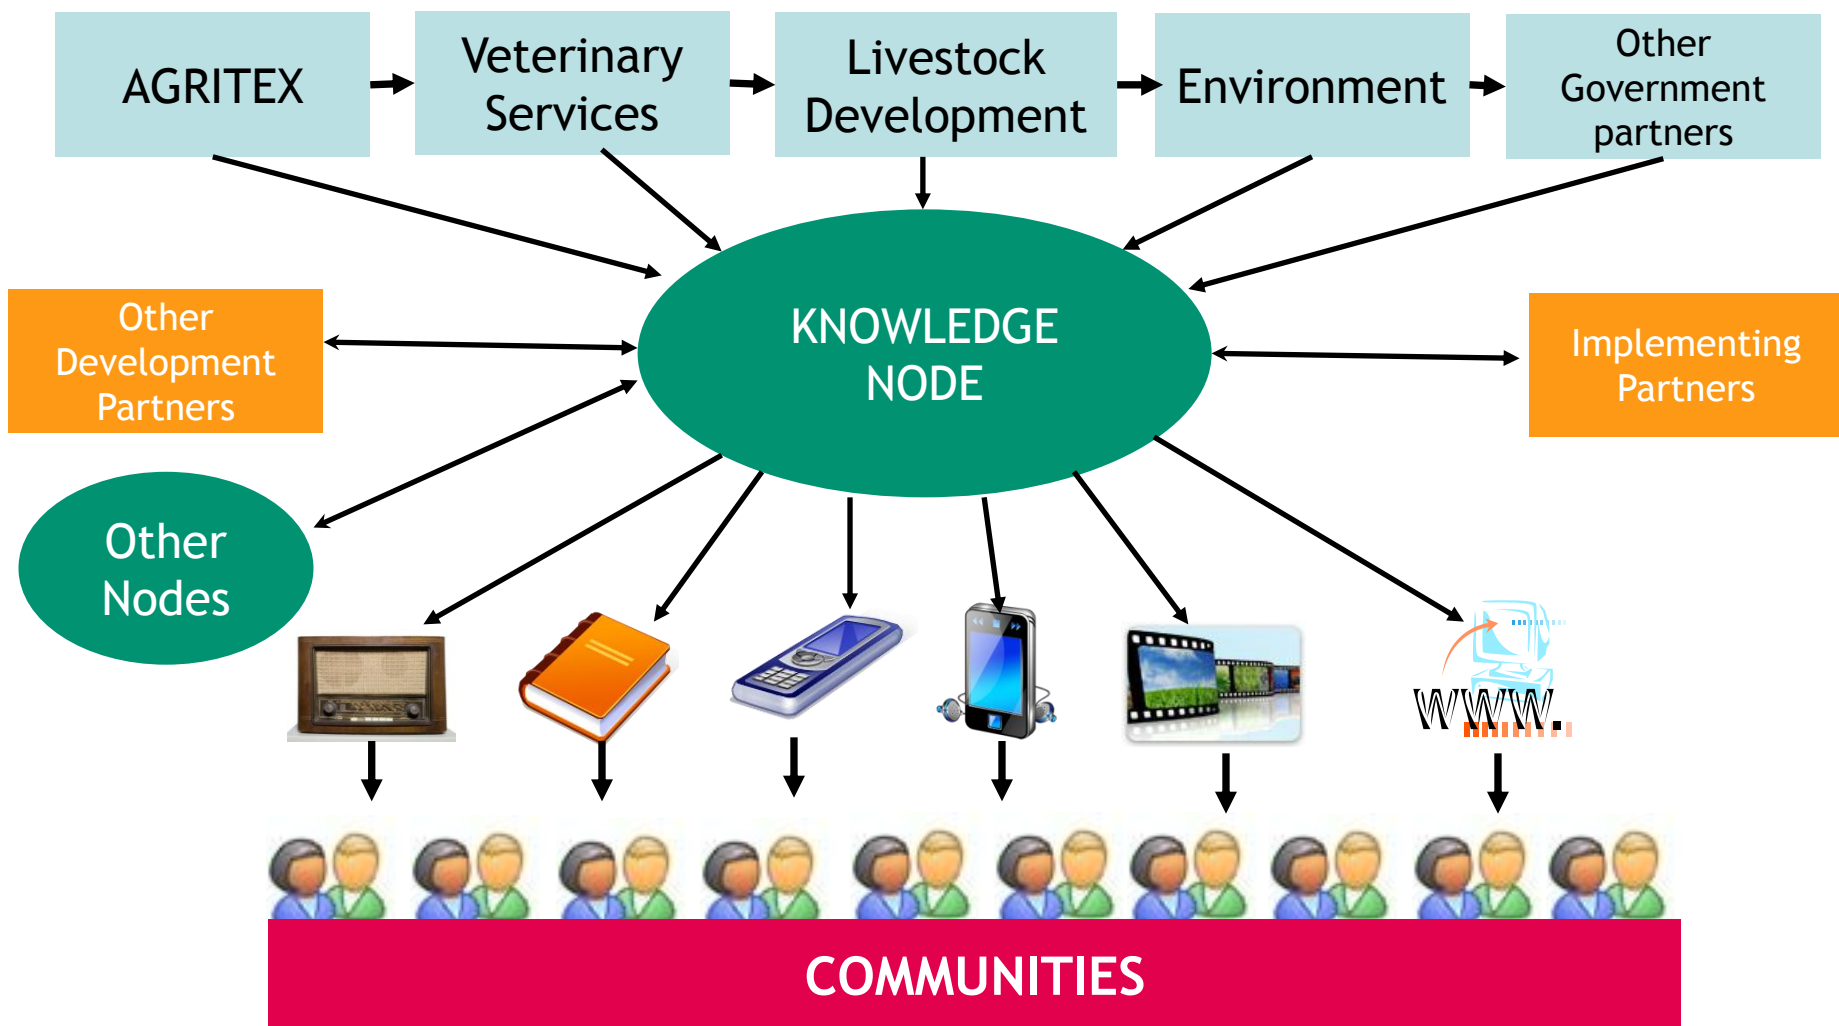 AGRITEX
Veterinary
Services
Livestock
Development
Environment
Other
Government
partners
Other
Development
Partners
KNOWLEDGE
NODE
Implementing
Partners
Other
Nodes
WWW.
COMMUNITIES